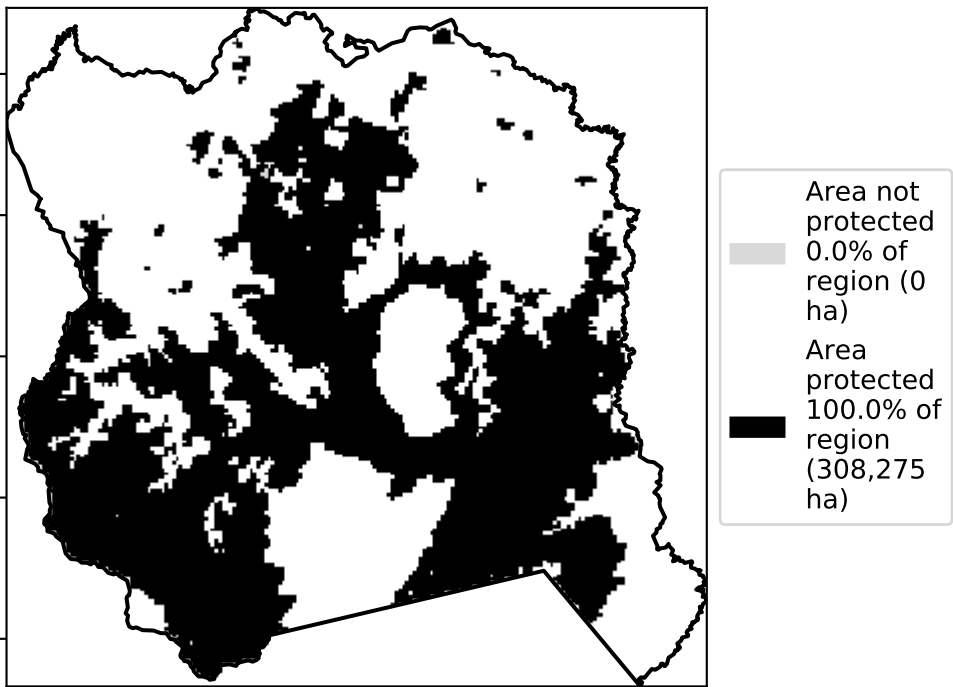 Area not
protected
0.0% of
region (0
ha)
Area
protected
100.0% of
region
(308,275
ha)